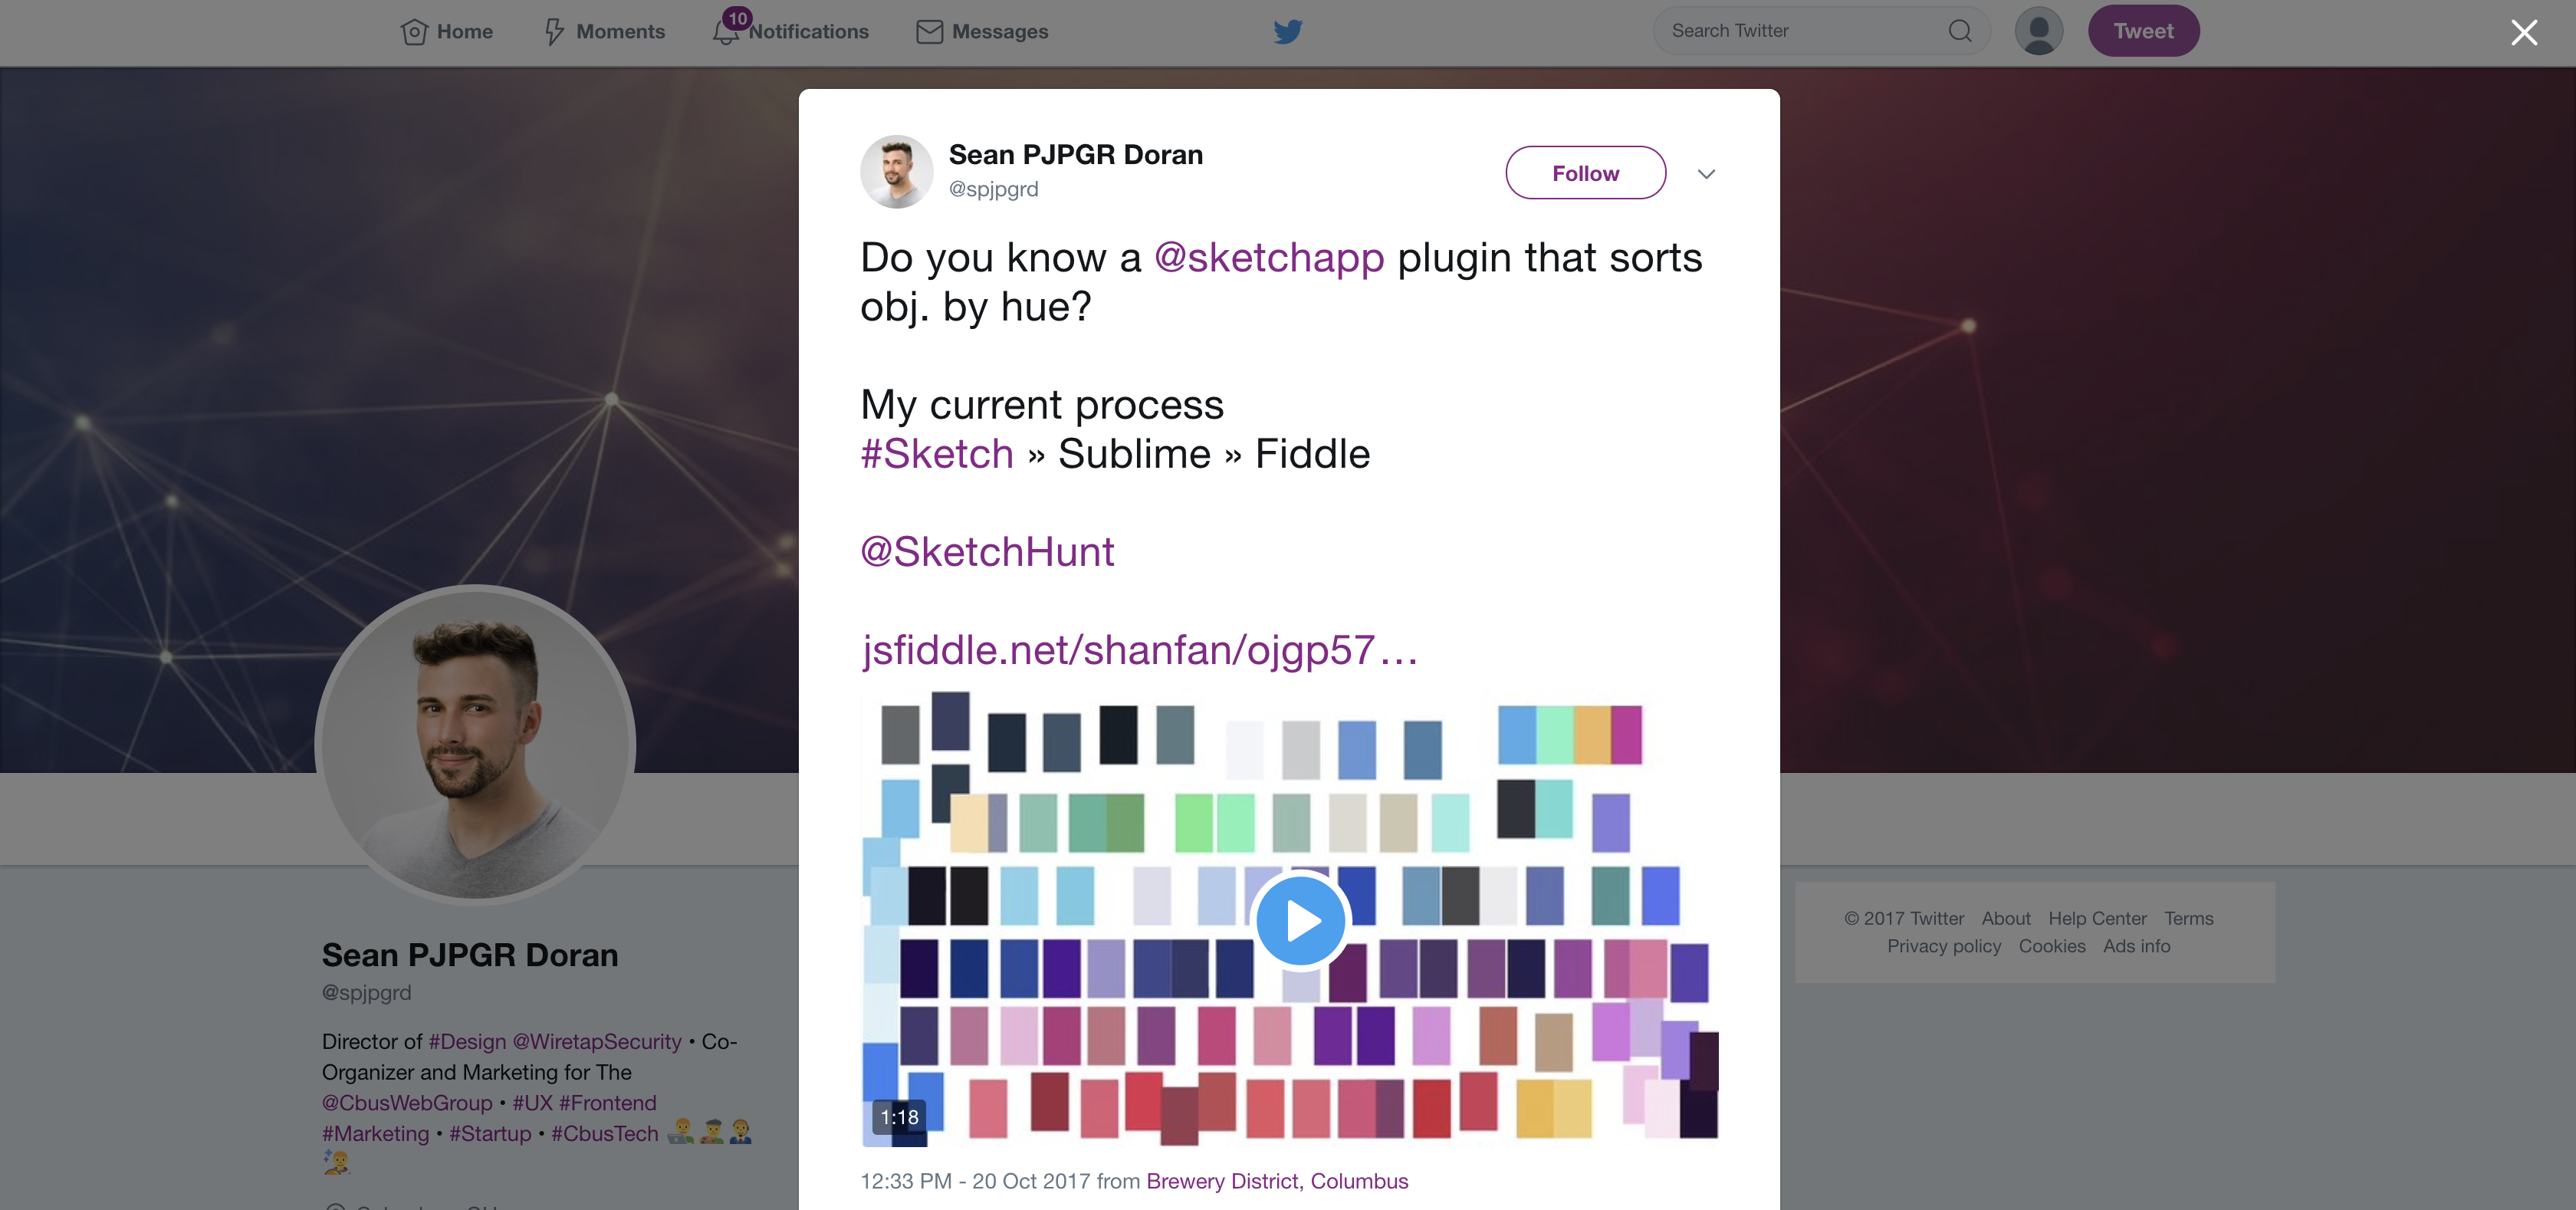 Home
Moments
10
Notifications
Messages
Search Twitter
Tweet
Sean PJPGR Doran
@spjpgrd
Follow
Do you know a @sketchapp plugin that sorts
obj. by hue?
My current process
#Sketch » Sublime » Fiddle
@SketchHunt
jsfiddle.net/shanfan/ojgp57…
1:18
12:33 PM - 20 Oct 2017 from Brewery District, Columbus
Sean PJPGR Doran
@spjpgrd
Director of #Design @WiretapSecurity • Co-
Organizer and Marketing for The
@CbusWebGroup • #UX #Frontend
#Marketing • #Startup • #CbusTech
© 2017 Twitter About Help Center Terms
Privacy policy Cookies Ads info